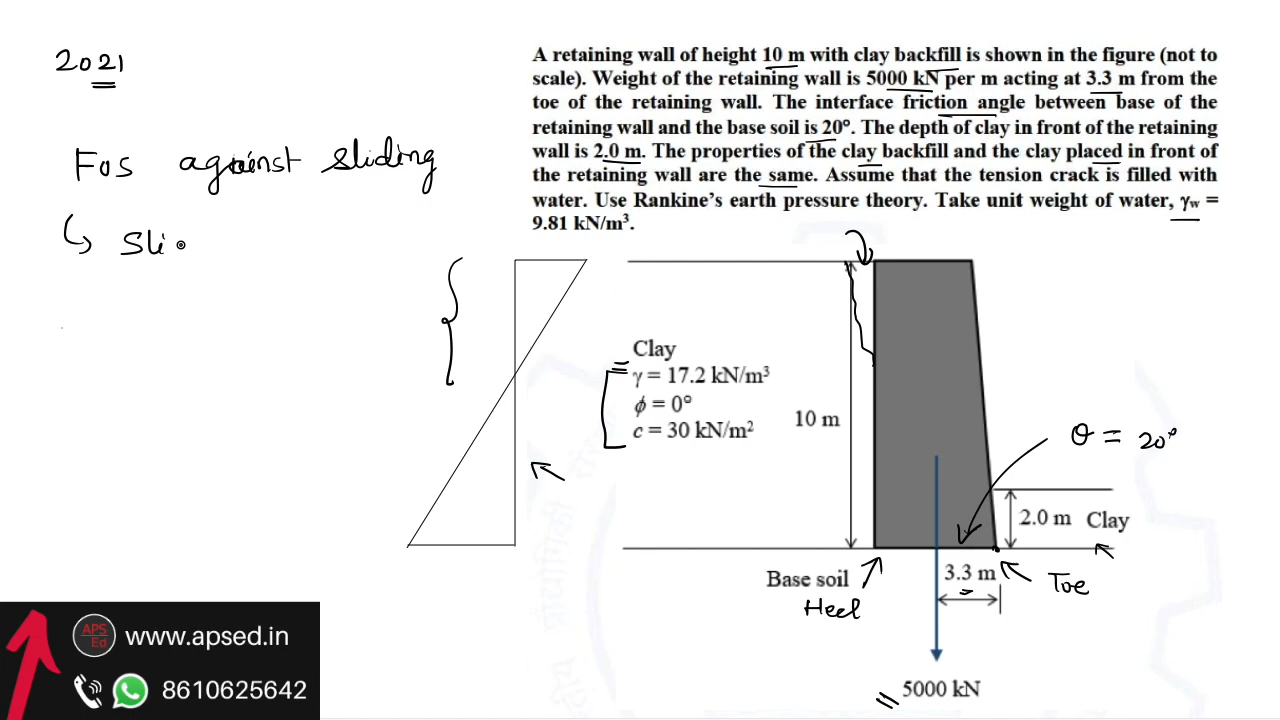 2021
A retaining wall of height 10 m with clay backfill is shown in the figure (not to
scale). Weight of the retaining wall is 5000 kN per m acting at 3.3 m from the
toe of the retaining wall. The interface friction angle between base of the
retaining wall and the base soil is 20°. The depth of clay in front of the retaining
wall is 2.0 m. The properties of the clay backfill and the clay placed in front of
the retaining wall are the same. Assume that the tension crack is filled with
water. Use Rankine's earth pressure theory. Take unit weight of water, γw =
9.81 kN/m³.
Fos against sliding
↳ Sli
Clay
γ = 17.2 kN/m³
ϕ = 0°
c = 30 kN/m²
10 m
θ = 20°
2.0 m Clay
Base soil
3.3 m
Toe
Heel
5000 kN
APS
Ed
www.apsed.in
8610625642